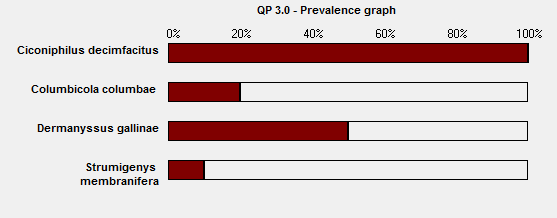 QP 3.0 - Prevalence graph
0% 20% 40% 60% 80% 100%
Ciconiphilus decimfacitus
Columbicola columbae
Dermanyssus gallinae
Strumigenys
membranifera